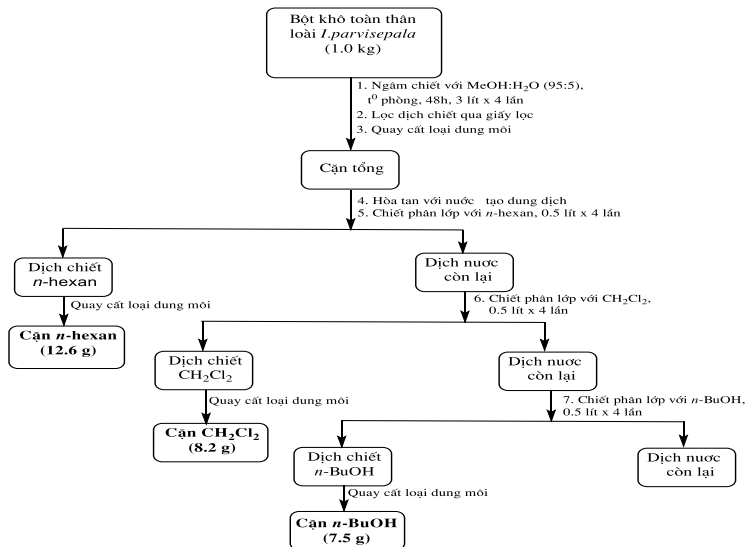 Bột khô toàn thân
loài I.parvisepala
(1.0 kg)
1. Ngâm chiết với MeOH:H₂O (95:5),
t⁰ phòng, 48h, 3 lít x 4 lần
2. Lọc dịch chiết qua giấy lọc
3. Quay cất loại dung môi
Cặn tổng
4. Hòa tan với nuớc tạo dung dịch
5. Chiết phân lớp với n-hexan, 0.5 lít x 4 lần
Dịch chiết
n-hexan
Dịch nuơc
còn lại
Quay cất loại dung môi
6. Chiết phân lớp với CH₂Cl₂,
0.5 lít x 4 lần
Cặn n-hexan
(12.6 g)
Dịch chiết
CH₂Cl₂
Dịch nuơc
còn lại
Quay cất loại dung môi
7. Chiết phân lớp với n-BuOH,
0.5 lít x 4 lần
Cặn CH₂Cl₂
(8.2 g)
Dịch chiết
n-BuOH
Dịch nuơc
còn lại
Quay cất loại dung môi
Cặn n-BuOH
(7.5 g)